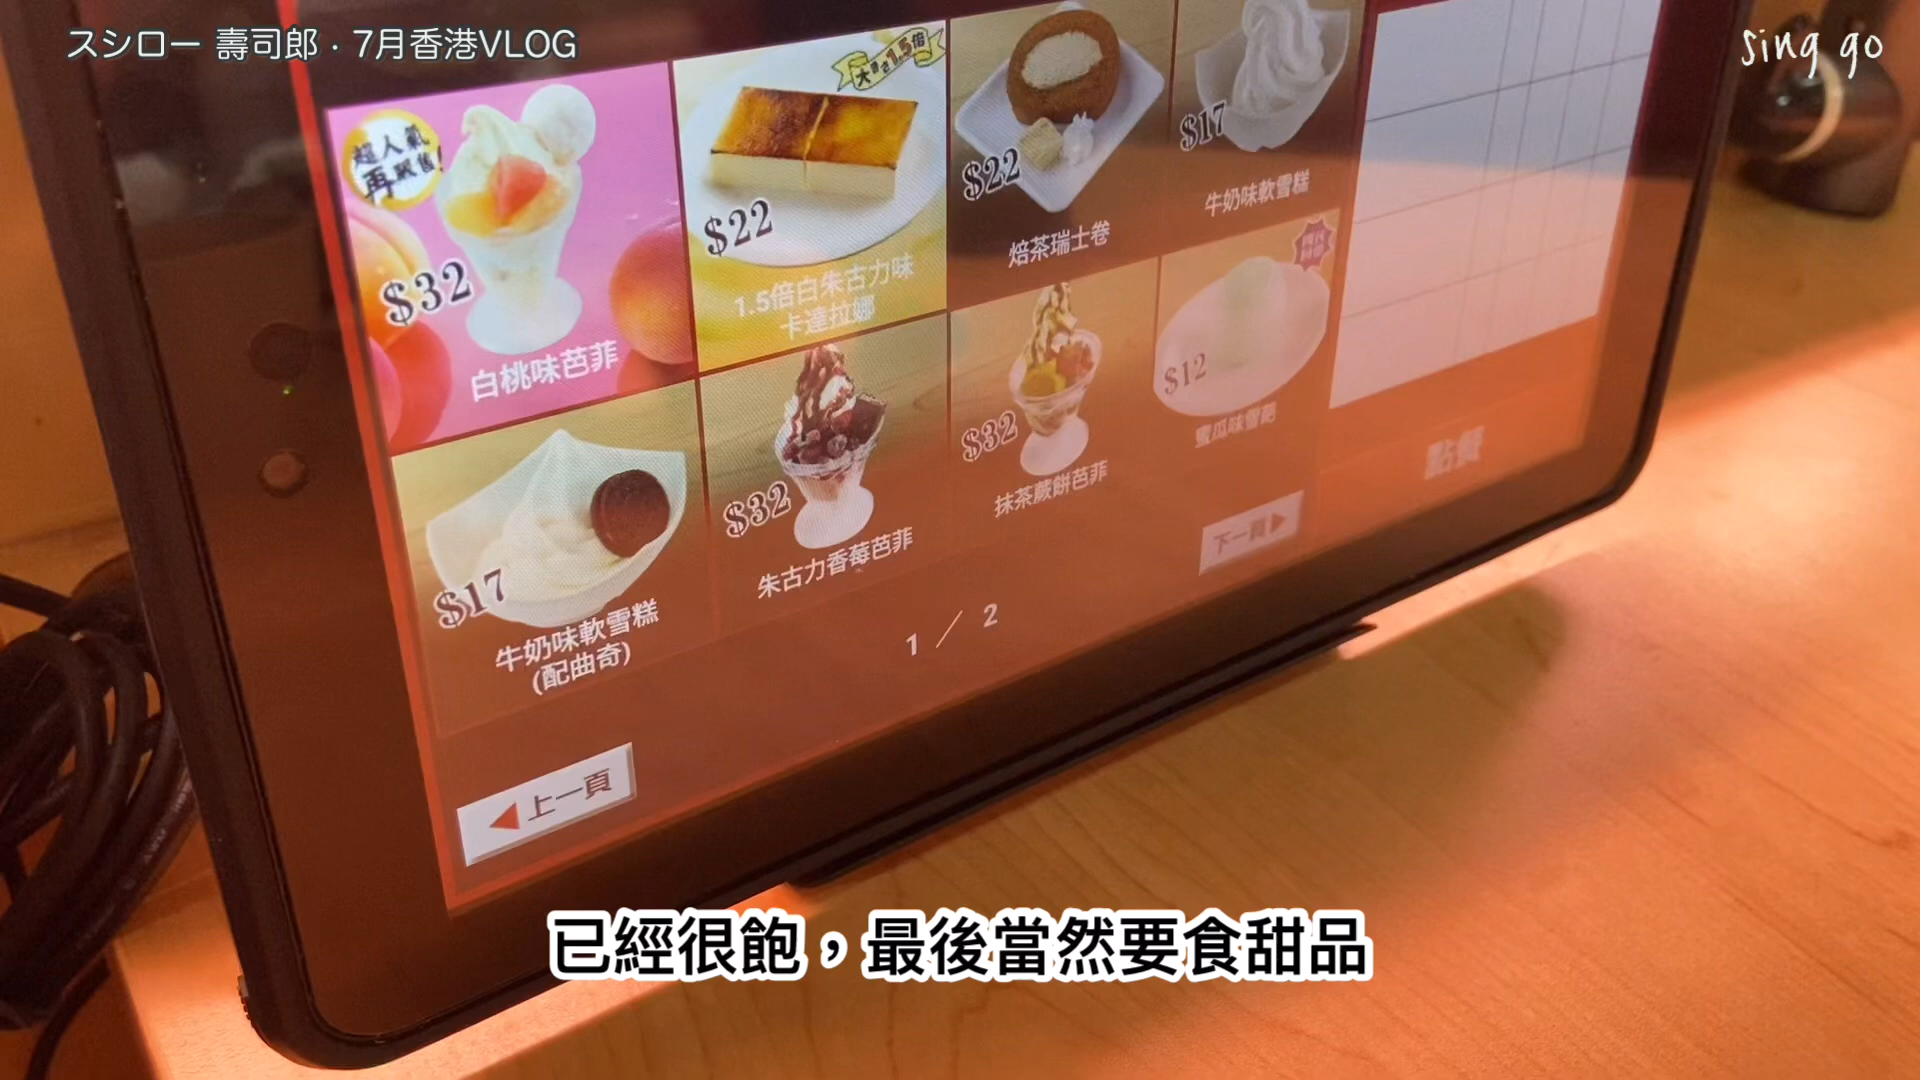 スシロー 壽司郎 · 7月香港VLOG
sing go
超人氣
再販售!
$32
白桃味芭菲
大きさ1.5倍
$22
1.5倍白朱古力味
卡達拉娜
$22
焙茶瑞士卷
$17
牛奶味軟雪糕
$17
牛奶味軟雪糕
(配曲奇)
$32
朱古力香莓芭菲
$32
抹茶蕨餅芭菲
$12
蜜瓜味雪葩
點餐
下一頁▶
1 / 2
◀上一頁
已經很飽，最後當然要食甜品